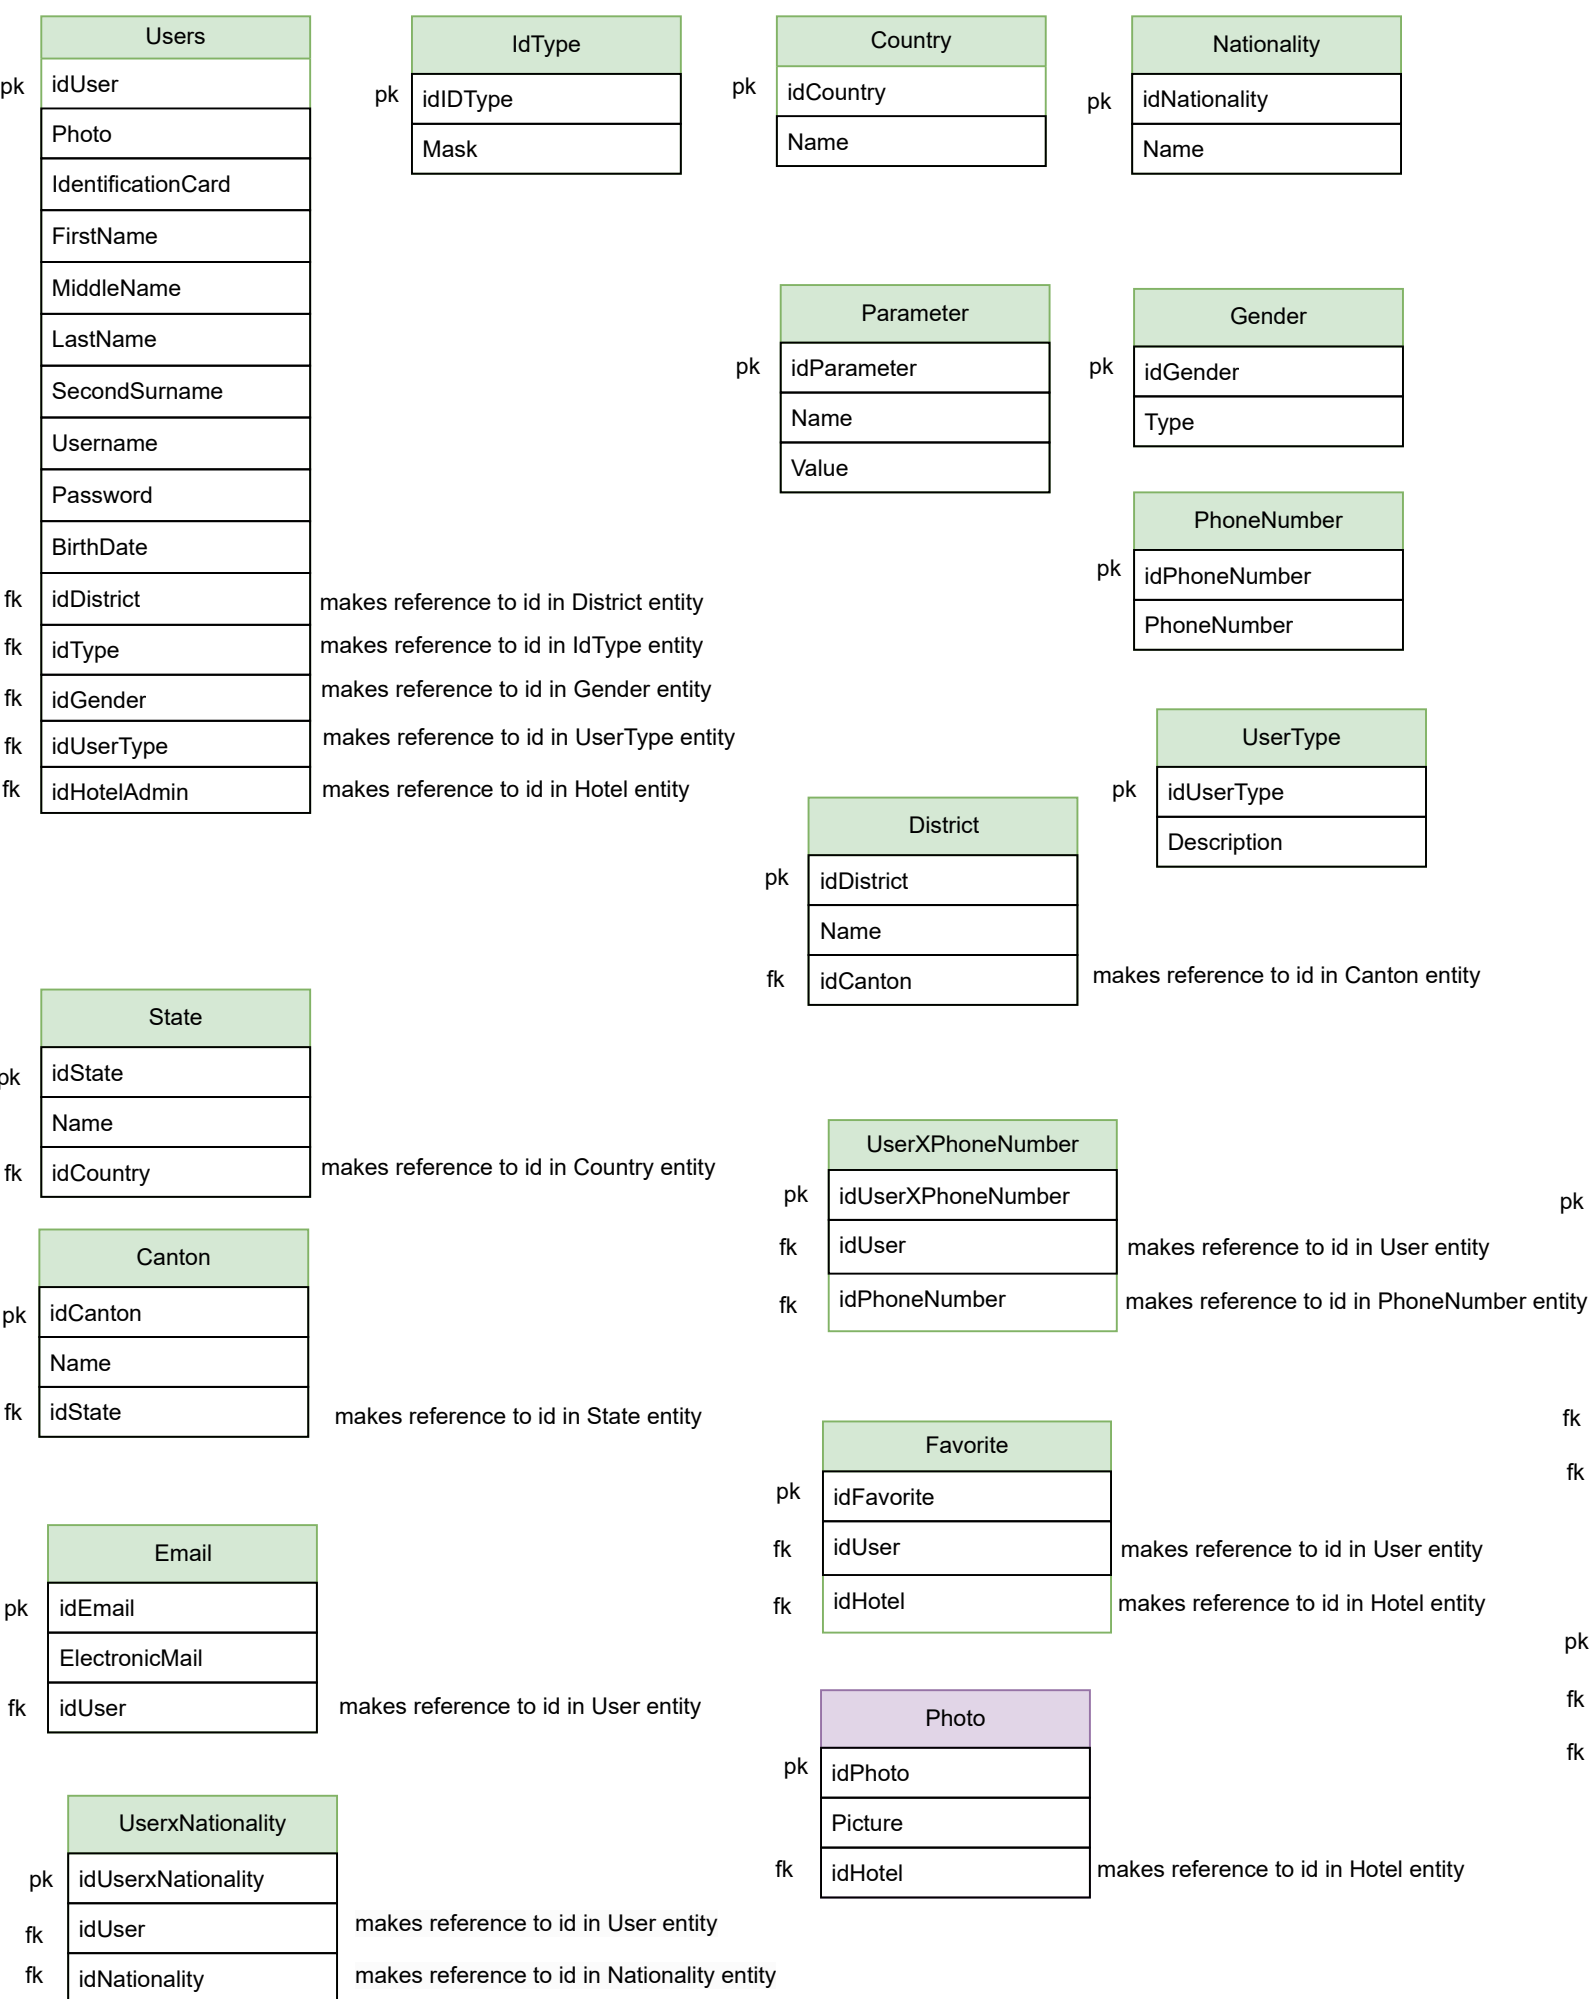 Users
pk
idUser
Photo
IdentificationCard
FirstName
MiddleName
LastName
SecondSurname
Username
Password
BirthDate
fk
idDistrict
makes reference to id in District entity
fk
idType
makes reference to id in IdType entity
fk
idGender
makes reference to id in Gender entity
fk
idUserType
makes reference to id in UserType entity
fk
idHotelAdmin
makes reference to id in Hotel entity
IdType
pk
idIDType
Mask
Country
pk
idCountry
Name
Nationality
pk
idNationality
Name
Parameter
pk
idParameter
Name
Value
Gender
pk
idGender
Type
PhoneNumber
pk
idPhoneNumber
PhoneNumber
UserType
pk
idUserType
Description
District
pk
idDistrict
Name
fk
idCanton
makes reference to id in Canton entity
State
pk
idState
Name
fk
idCountry
makes reference to id in Country entity
Canton
pk
idCanton
Name
fk
idState
makes reference to id in State entity
Email
pk
idEmail
ElectronicMail
fk
idUser
makes reference to id in User entity
UserxNationality
pk
idUserxNationality
fk
idUser
makes reference to id in User entity
fk
idNationality
makes reference to id in Nationality entity
UserXPhoneNumber
pk
idUserXPhoneNumber
fk
idUser
makes reference to id in User entity
fk
idPhoneNumber
makes reference to id in PhoneNumber entity
Favorite
pk
idFavorite
fk
idUser
makes reference to id in User entity
fk
idHotel
makes reference to id in Hotel entity
Photo
pk
idPhoto
Picture
fk
idHotel
makes reference to id in Hotel entity
pk
fk
fk
pk
fk
fk